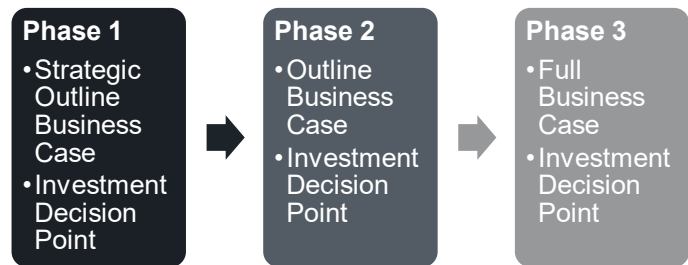 Phase 1
•Strategic
Outline
Business
Case
•Investment
Decision
Point
Phase 2
•Outline
Business
Case
•Investment
Decision
Point
Phase 3
•Full
Business
Case
•Investment
Decision
Point